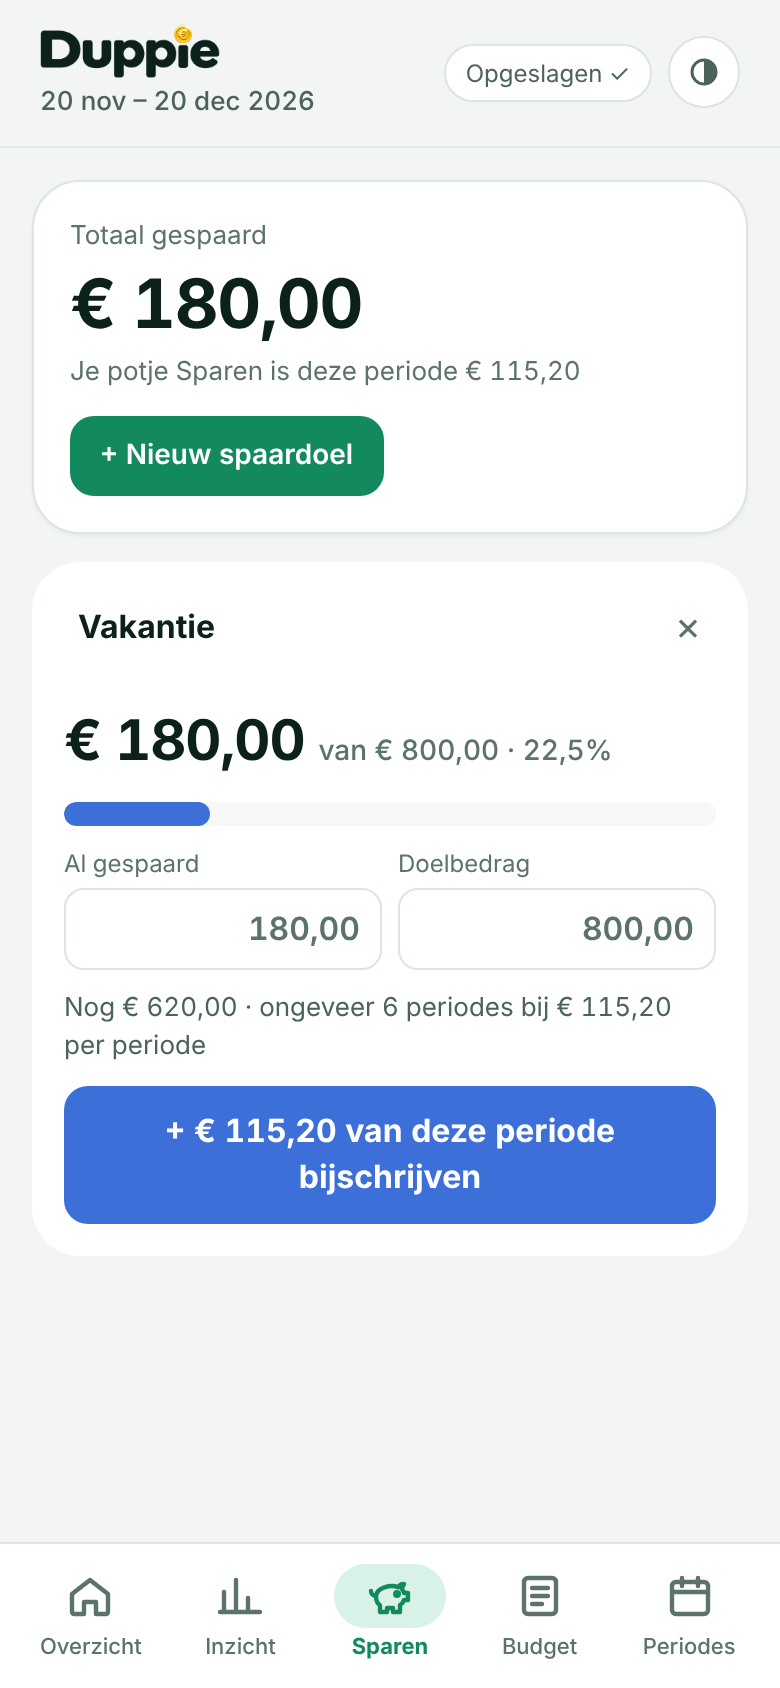 Duppie
20 nov – 20 dec 2026
Opgeslagen ✓
Totaal gespaard
€ 180,00
Je potje Sparen is deze periode € 115,20
+ Nieuw spaardoel
Vakantie
×
€ 180,00 van € 800,00 · 22,5%
Al gespaard
Doelbedrag
180,00
800,00
Nog € 620,00 · ongeveer 6 periodes bij € 115,20
per periode
+ € 115,20 van deze periode
bijschrijven
Overzicht
Inzicht
Sparen
Budget
Periodes